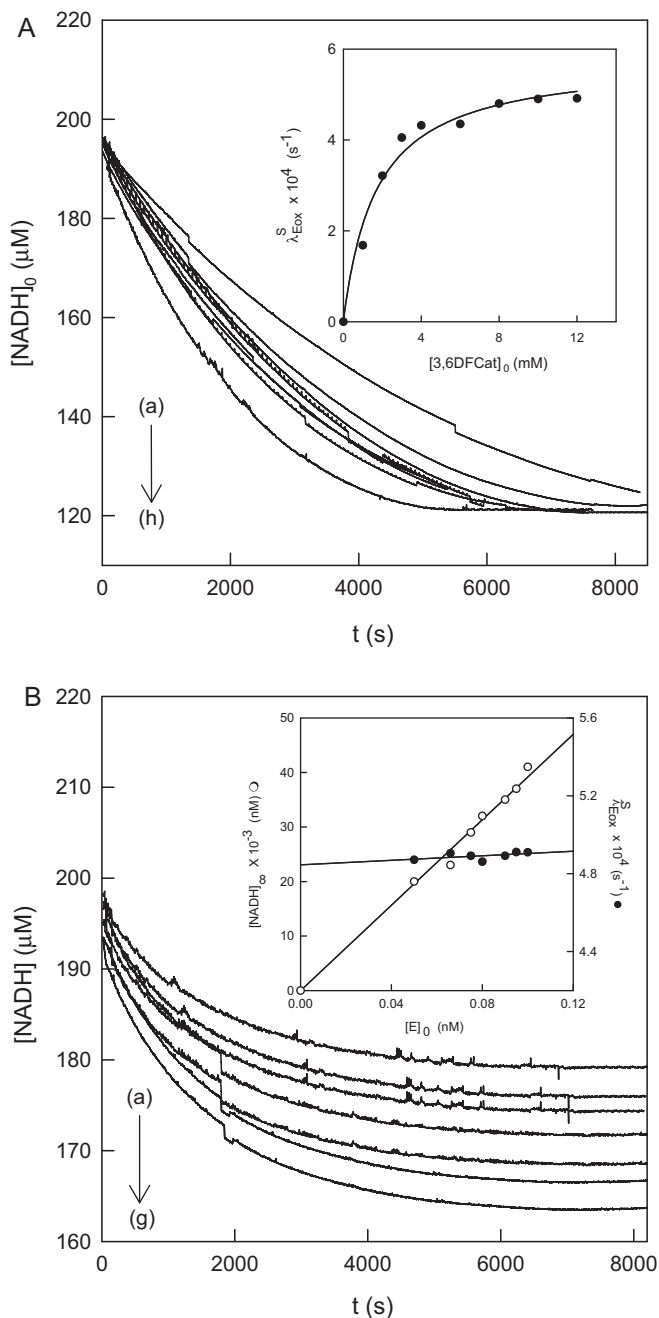 A
220
200
180
160
140
120
[NADH]₀ (μM)
0 2000 4000 6000 8000
t (s)
(a)
(h)
6
4
2
0
λ^S_Eox x 10⁴ (s⁻¹)
0 4 8 12
[3,6DFCat]₀ (mM)
B
220
210
200
190
180
170
160
[NADH] (μM)
0 2000 4000 6000 8000
t (s)
(a)
(g)
50
40
30
20
10
0
[NADH]∞ X 10⁻³ (nM)
5.6
5.2
4.8
4.4
λ^S_Eox x 10⁴ (s⁻¹)
0.00 0.04 0.08 0.12
[E]₀ (nM)